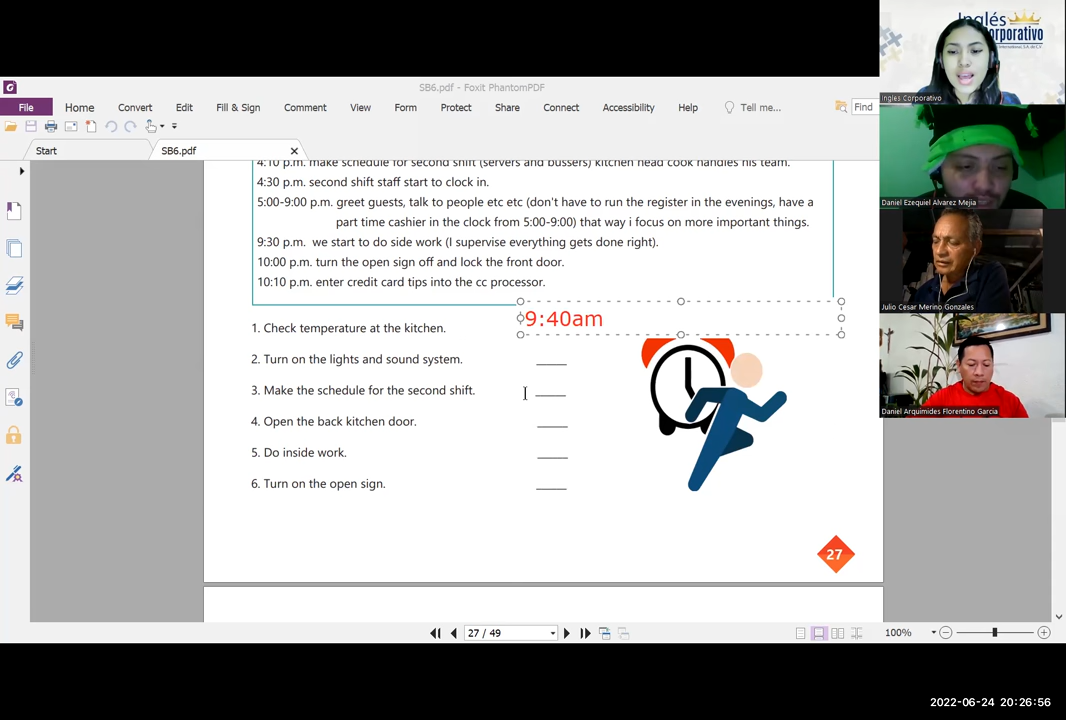 Inglés
Corporativo
International, S.A. de C.V.
Ingles Corporativo
Daniel Ezequiel Alvarez Mejia
Julio Cesar Merino Gonzales
Daniel Arquimides Florentino Garcia
SB6.pdf - Foxit PhantomPDF
File Home Convert Edit Fill & Sign Comment View Form Protect Share Connect Accessibility Help Tell me... Find
Start SB6.pdf
4:10 p.m. make schedule for second shift (servers and bussers) kitchen head cook handles his team.
4:30 p.m. second shift staff start to clock in.
5:00-9:00 p.m. greet guests, talk to people etc etc (don't have to run the register in the evenings, have a
part time cashier in the clock from 5:00-9:00) that way i focus on more important things.
9:30 p.m. we start to do side work (I supervise everything gets done right).
10:00 p.m. turn the open sign off and lock the front door.
10:10 p.m. enter credit card tips into the cc processor.
9:40am
1. Check temperature at the kitchen.
2. Turn on the lights and sound system. _____
3. Make the schedule for the second shift. _____
4. Open the back kitchen door. _____
5. Do inside work. _____
6. Turn on the open sign. _____
27
27 / 49
100%
2022-06-24 20:26:56